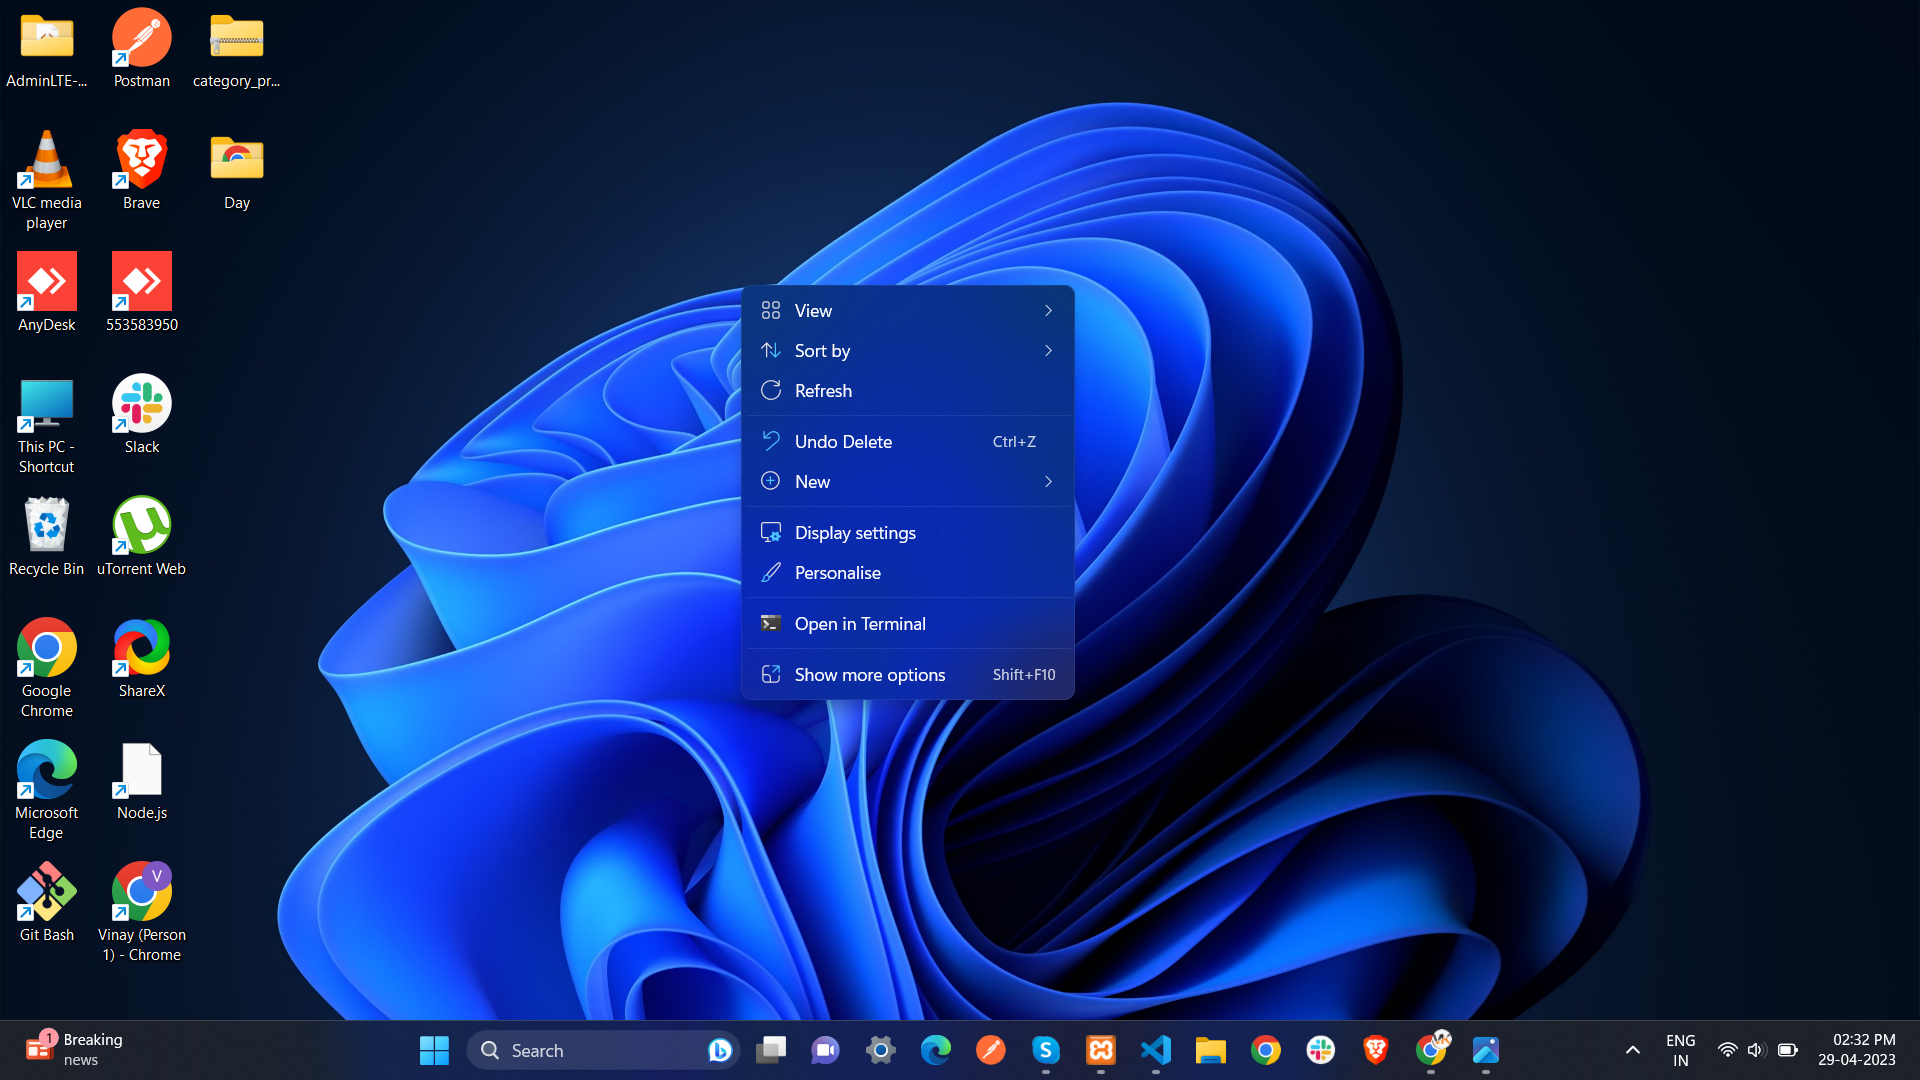 AdminLTE-...
Postman
category_pr...
VLC media
player
Brave
Day
AnyDesk
553583950
This PC -
Shortcut
Slack
Recycle Bin
uTorrent Web
Google
Chrome
ShareX
Microsoft
Edge
Node.js
Git Bash
V
Vinay (Person
1) - Chrome
View
Sort by
Refresh
Undo Delete Ctrl+Z
New
Display settings
Personalise
Open in Terminal
Show more options Shift+F10
1
Breaking
news
Search
ENG
IN
02:32 PM
29-04-2023